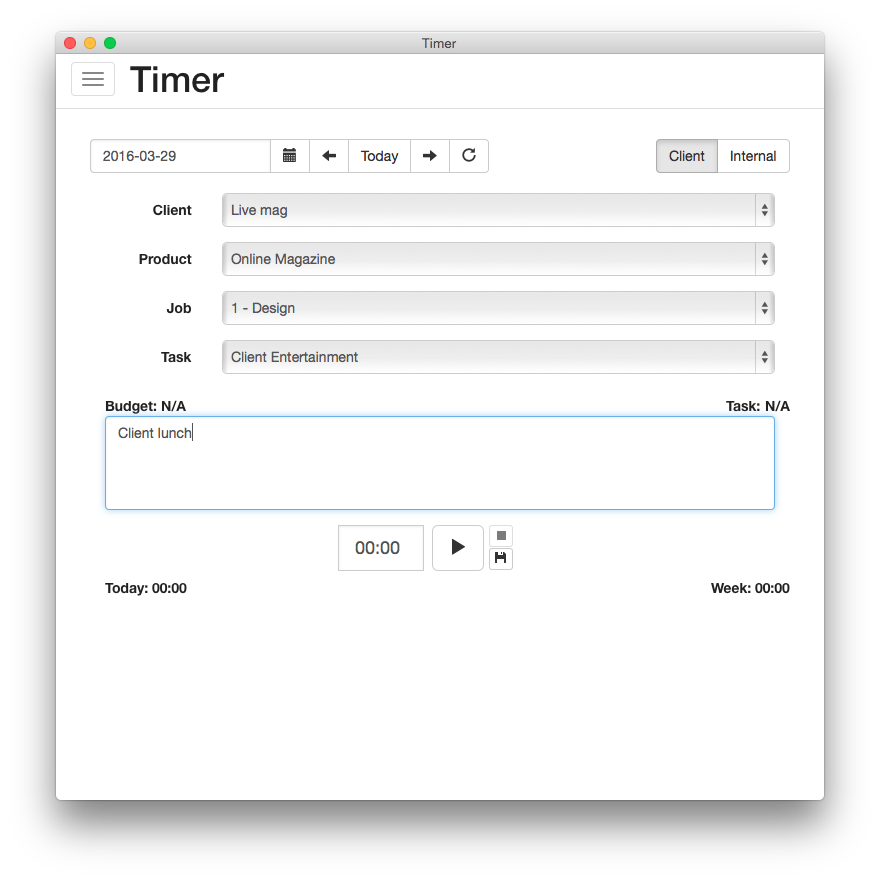 Timer
Timer
2016-03-29 Today Client Internal
Client Live mag
Product Online Magazine
Job 1 - Design
Task Client Entertainment
Budget: N/A Task: N/A
Client lunch
00:00
Today: 00:00 Week: 00:00